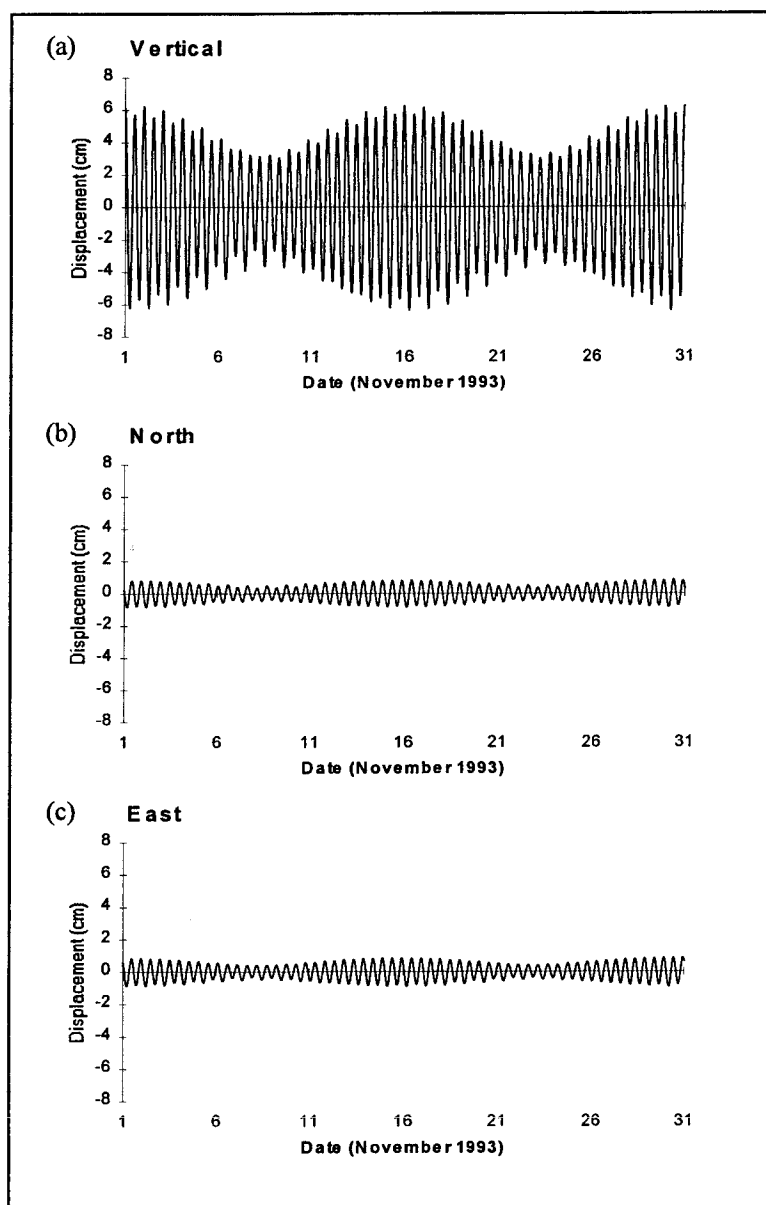 (a) Vertical
8
6
4
2
0
-2
-4
-6
-8
Displacement (cm)
1 6 11 16 21 26 31
Date (November 1993)
(b) North
8
6
4
2
0
-2
-4
-6
-8
Displacement (cm)
1 6 11 16 21 26 31
Date (November 1993)
(c) East
8
6
4
2
0
-2
-4
-6
-8
Displacement (cm)
1 6 11 16 21 26 31
Date (November 1993)